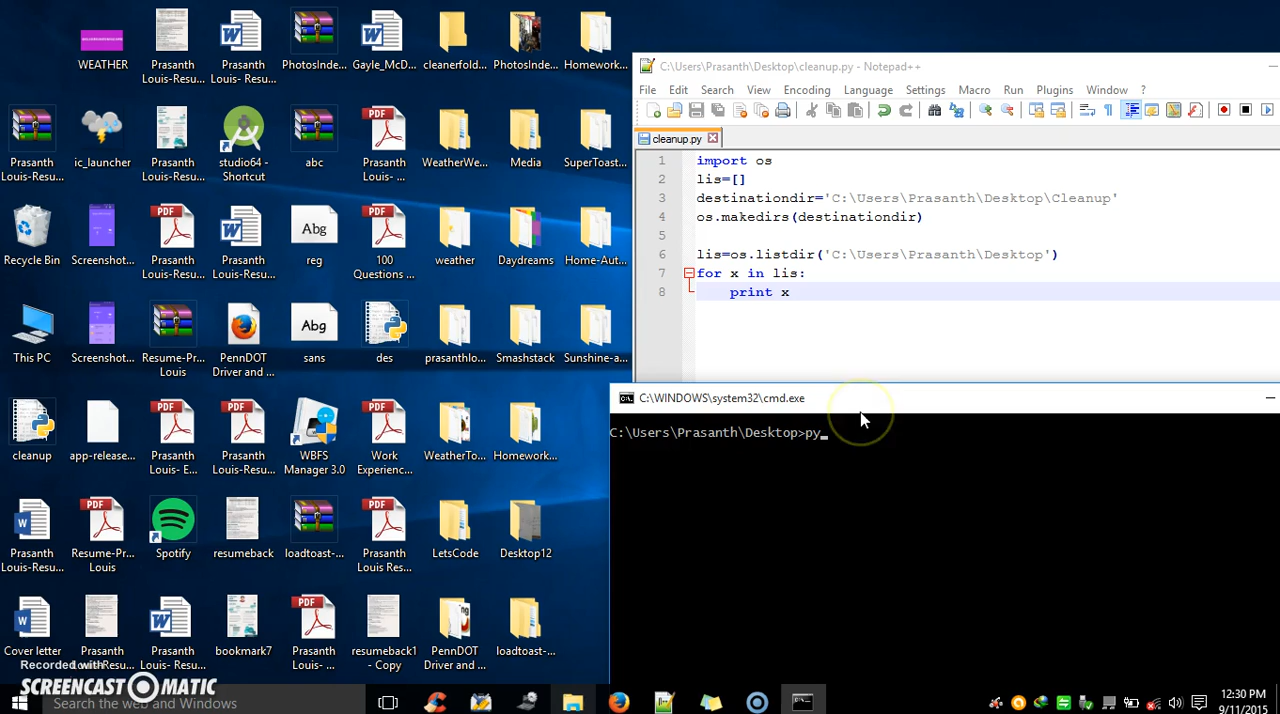 WEATHER
Prasanth
Louis-Resu...
Prasanth
Louis- Resu...
PhotosInde...
Gayle_McD...
cleanerfold...
PhotosInde...
Homework...
Prasanth
Louis-Resu...
ic_launcher
Prasanth
Louis-Resu...
studio64 -
Shortcut
abc
Prasanth
Louis- ...
WeatherWe...
Media
SuperToast...
Recycle Bin
Screenshot...
Prasanth
Louis-Resu...
Prasanth
Louis-Resu...
Abg
reg
100
Questions ...
weather
Daydreams
Home-Aut...
This PC
Screenshot...
Resume-Pr...
Louis
PennDOT
Driver and ...
Abg
sans
des
prasanthlo...
Smashstack
Sunshine-a...
cleanup
app-release...
Prasanth
Louis- E...
Prasanth
Louis-Resu...
WBFS
Manager 3.0
Work
Experienc...
WeatherTo...
Homework...
Prasanth
Louis-Resu...
Resume-Pr...
Louis
Spotify
resumeback
loadtoast-...
Prasanth
Louis Res...
LetsCode
Desktop12
Cover letter
Prasanth
Louis-Resu...
Prasanth
Louis- Resu...
bookmark7
Prasanth
Louis- ...
resumeback1
- Copy
PennDOT
Driver and ...
loadtoast-...
C:\Users\Prasanth\Desktop\cleanup.py - Notepad++
File Edit Search View Encoding Language Settings Macro Run Plugins Window ?
cleanup.py
1 import os
2 lis=[]
3 destinationdir='C:\Users\Prasanth\Desktop\Cleanup'
4 os.makedirs(destinationdir)
5
6 lis=os.listdir('C:\Users\Prasanth\Desktop')
7 for x in lis:
8 print x
C:\WINDOWS\system32\cmd.exe
C:\Users\Prasanth\Desktop>py_
Recorded with
SCREENCAST-O-MATIC
Search the web and Windows
12:30 PM
9/11/2015